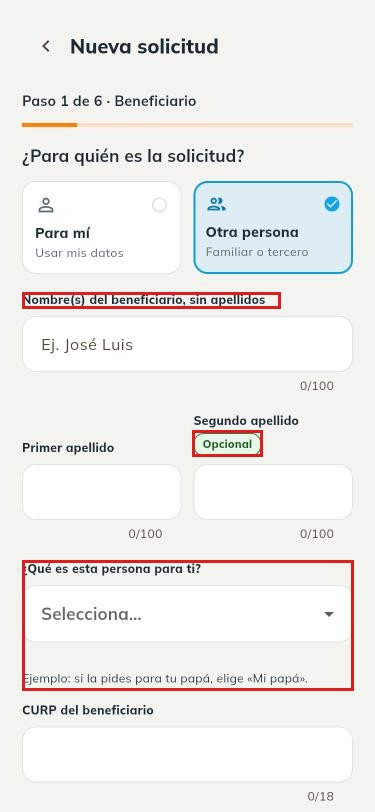 Nueva solicitud
Paso 1 de 6 · Beneficiario
¿Para quién es la solicitud?
Para mí
Usar mis datos
Otra persona
Familiar o tercero
Nombre(s) del beneficiario, sin apellidos
Ej. José Luis
0/100
Primer apellido
0/100
Segundo apellido
Opcional
0/100
¿Qué es esta persona para ti?
Selecciona...
Ejemplo: si la pides para tu papá, elige «Mi papá».
CURP del beneficiario
0/18